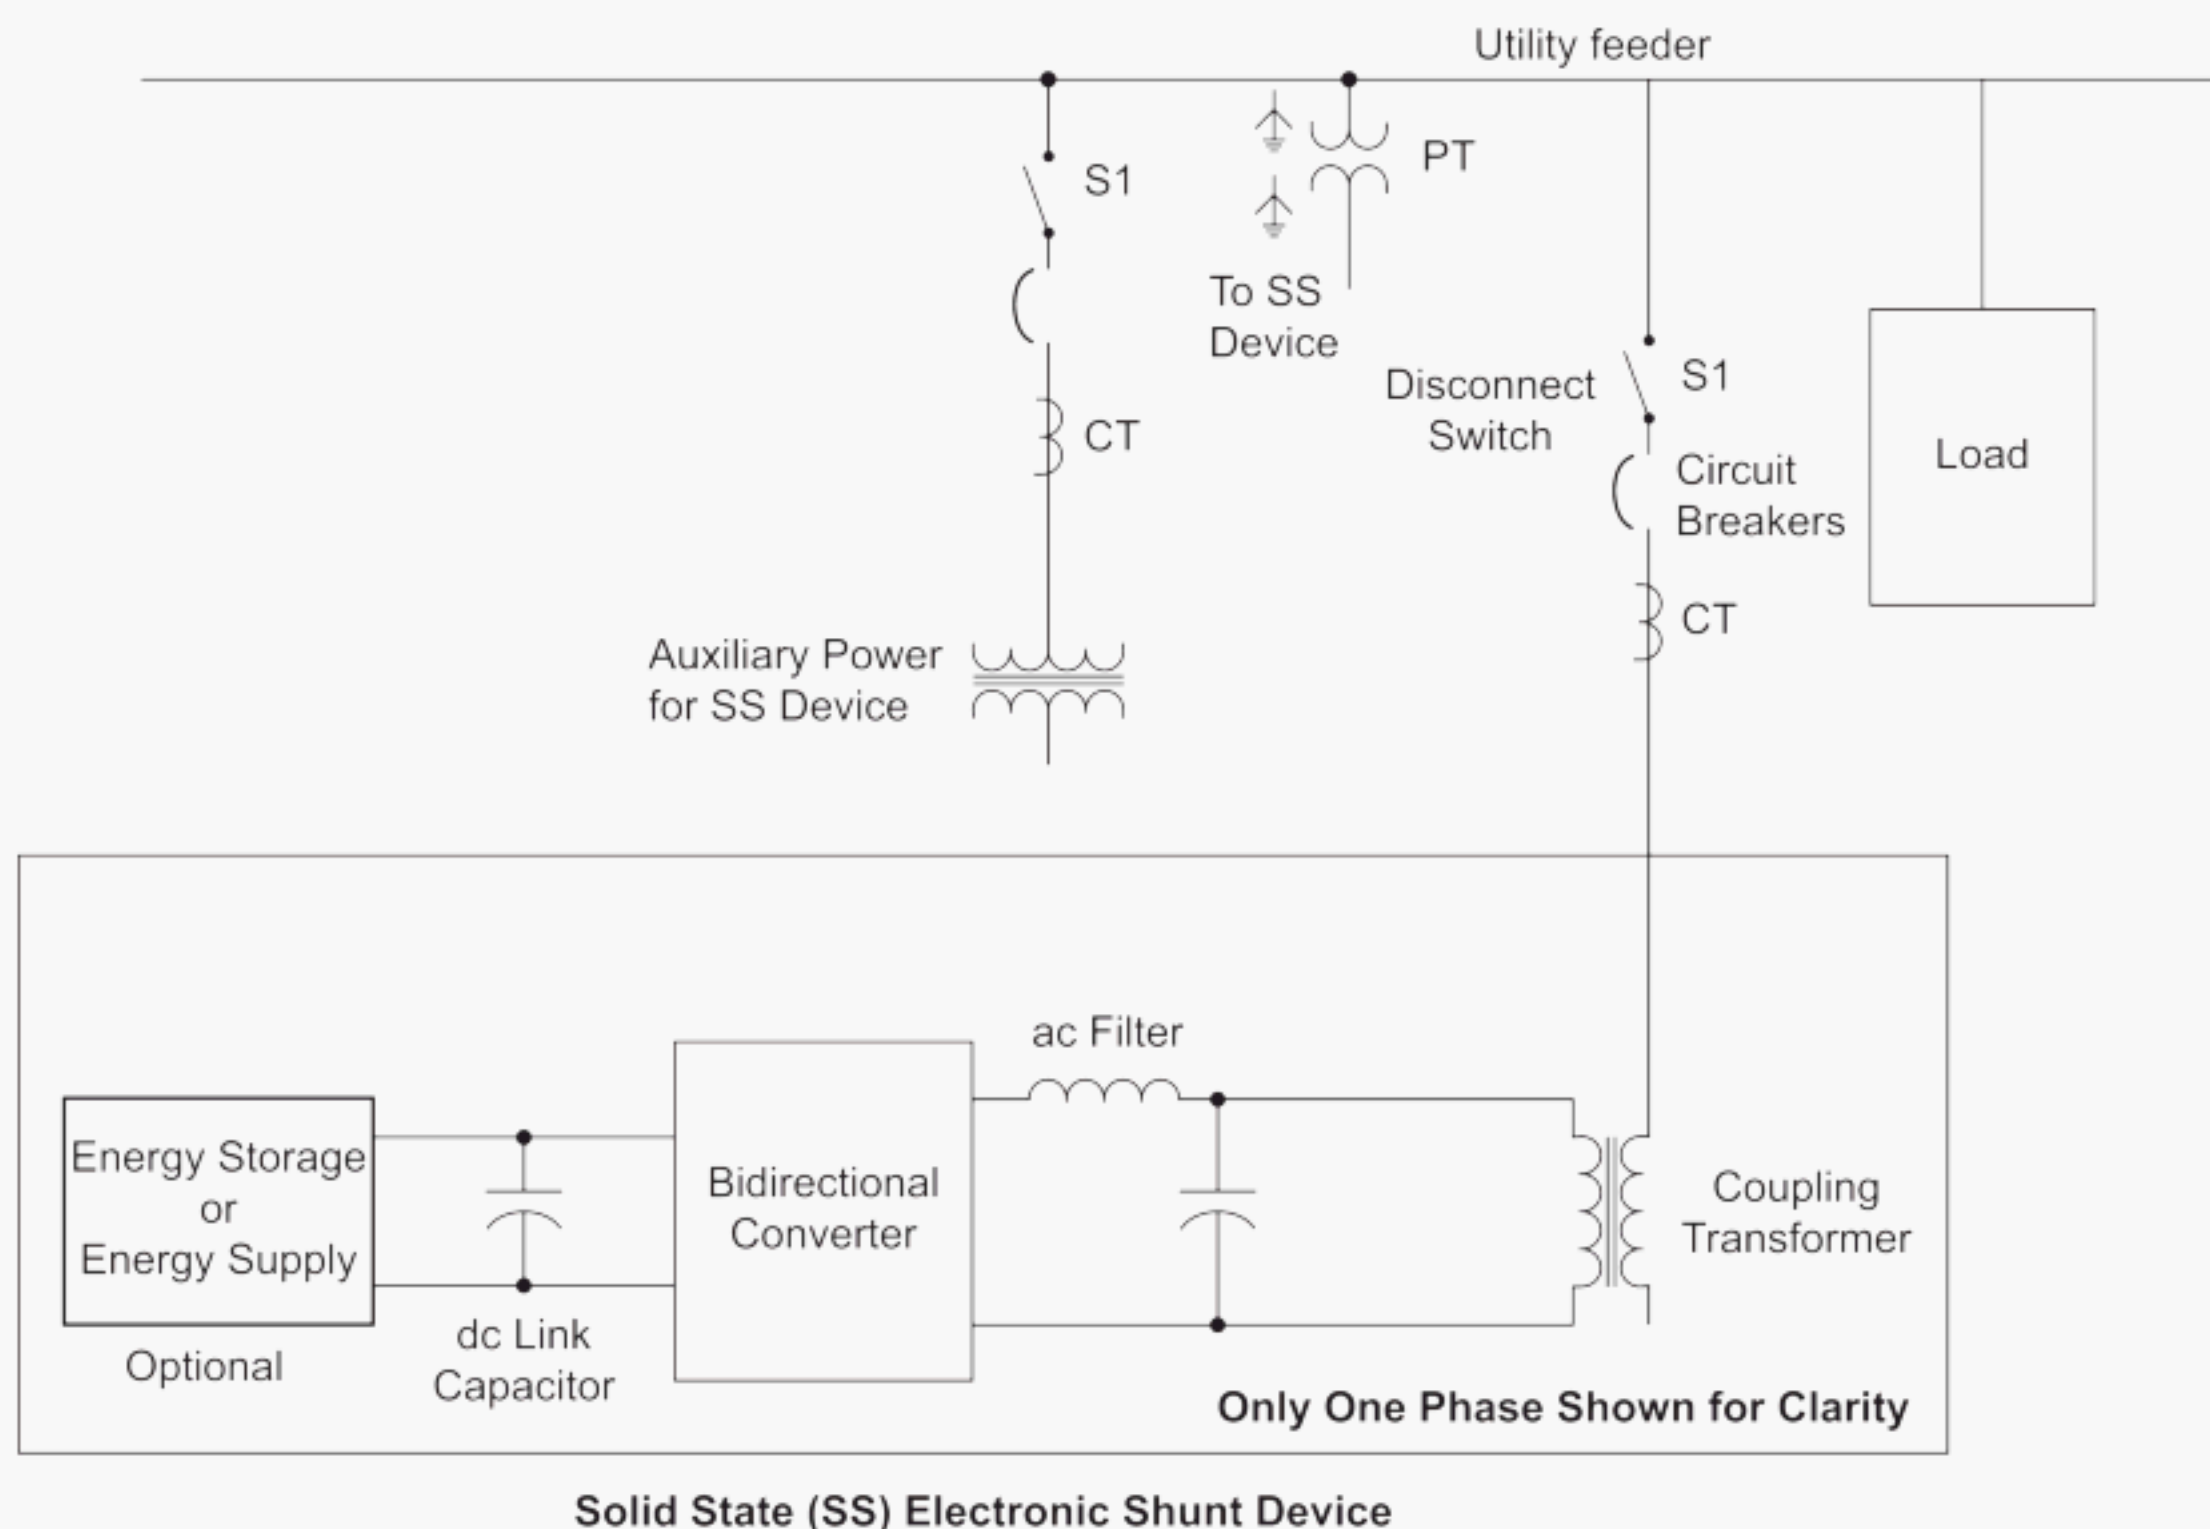 Utility feeder
S1
PT
To SS
Device
CT
Disconnect
Switch
S1
Circuit
Breakers
CT
Load
Auxiliary Power
for SS Device
ac Filter
Energy Storage
or
Energy Supply
Optional
dc Link
Capacitor
Bidirectional
Converter
Coupling
Transformer
Only One Phase Shown for Clarity
Solid State (SS) Electronic Shunt Device